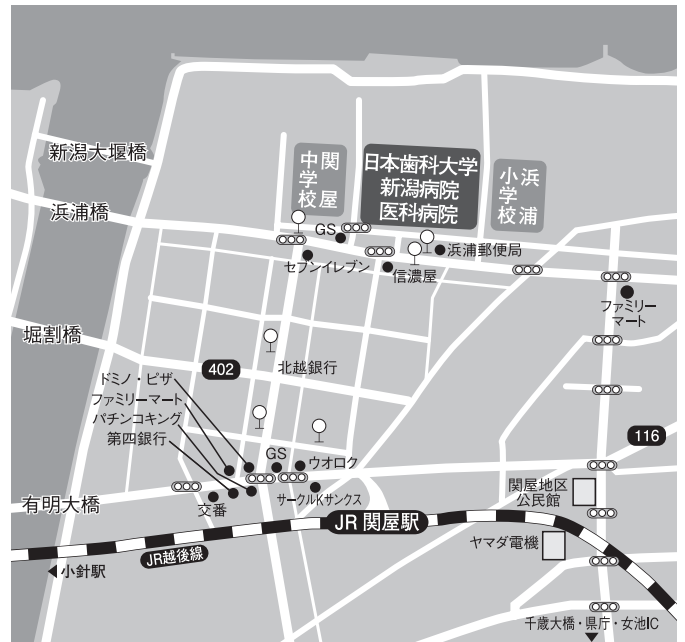 新潟大堰橋
浜浦橋
関屋
中学校
日本歯科大学
新潟病院
医科病院
浜浦
小学校
GS
セブンイレブン
信濃屋
浜浦郵便局
ファミリー
マート
堀割橋
402
北越銀行
ドミノ・ピザ
ファミリーマート
パチンコキング
第四銀行
GS
ウオロク
116
有明大橋
交番
サークルKサンクス
関屋地区
公民館
JR 関屋駅
ヤマダ電機
JR越後線
小針駅
千歳大橋・県庁・女池IC